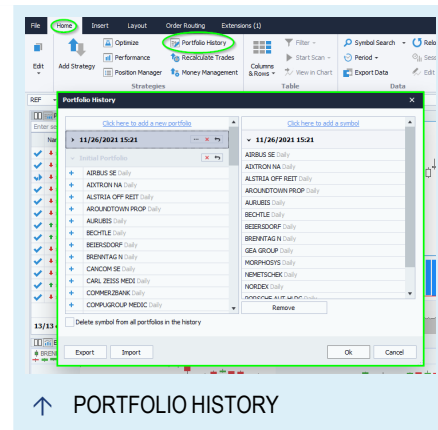 File Home Insert Layout Order Routing Extensions (1)
Optimize Portfolio History Filter Symbol Search
Performance Recalculate Trades Start Scan Period
Edit Add Strategy Position Manager Money Management Columns & Rows View in Chart Export Data Edit
Strategies Table Data
REF
Portfolio History
Click here to add a new portfolio
11/26/2021 15:21
Initial Portfolio
AIRBUS SE Daily
AIXTRON NA Daily
ALSTRIA OFF REIT Daily
AROUNDTOWN PROP Daily
AURUBIS Daily
BECHTLE Daily
BEIERSDORF Daily
BRENNTAG N Daily
CANCOM SE Daily
CARL ZEISS MEDI Daily
COMMERZBANK Daily
COMPUGROUP MEDIC Daily
Click here to add a symbol
11/26/2021 15:21
AIRBUS SE Daily
AIXTRON NA Daily
ALSTRIA OFF REIT Daily
AROUNDTOWN PROP Daily
AURUBIS Daily
BECHTLE Daily
BEIERSDORF Daily
BRENNTAG N Daily
GEA GROUP Daily
MORPHOSYS Daily
NEMETSCHEK Daily
NORDEX Daily
Remove
Delete symbol from all portfolios in the history
Export Import Ok Cancel
13/13
↑ PORTFOLIO HISTORY